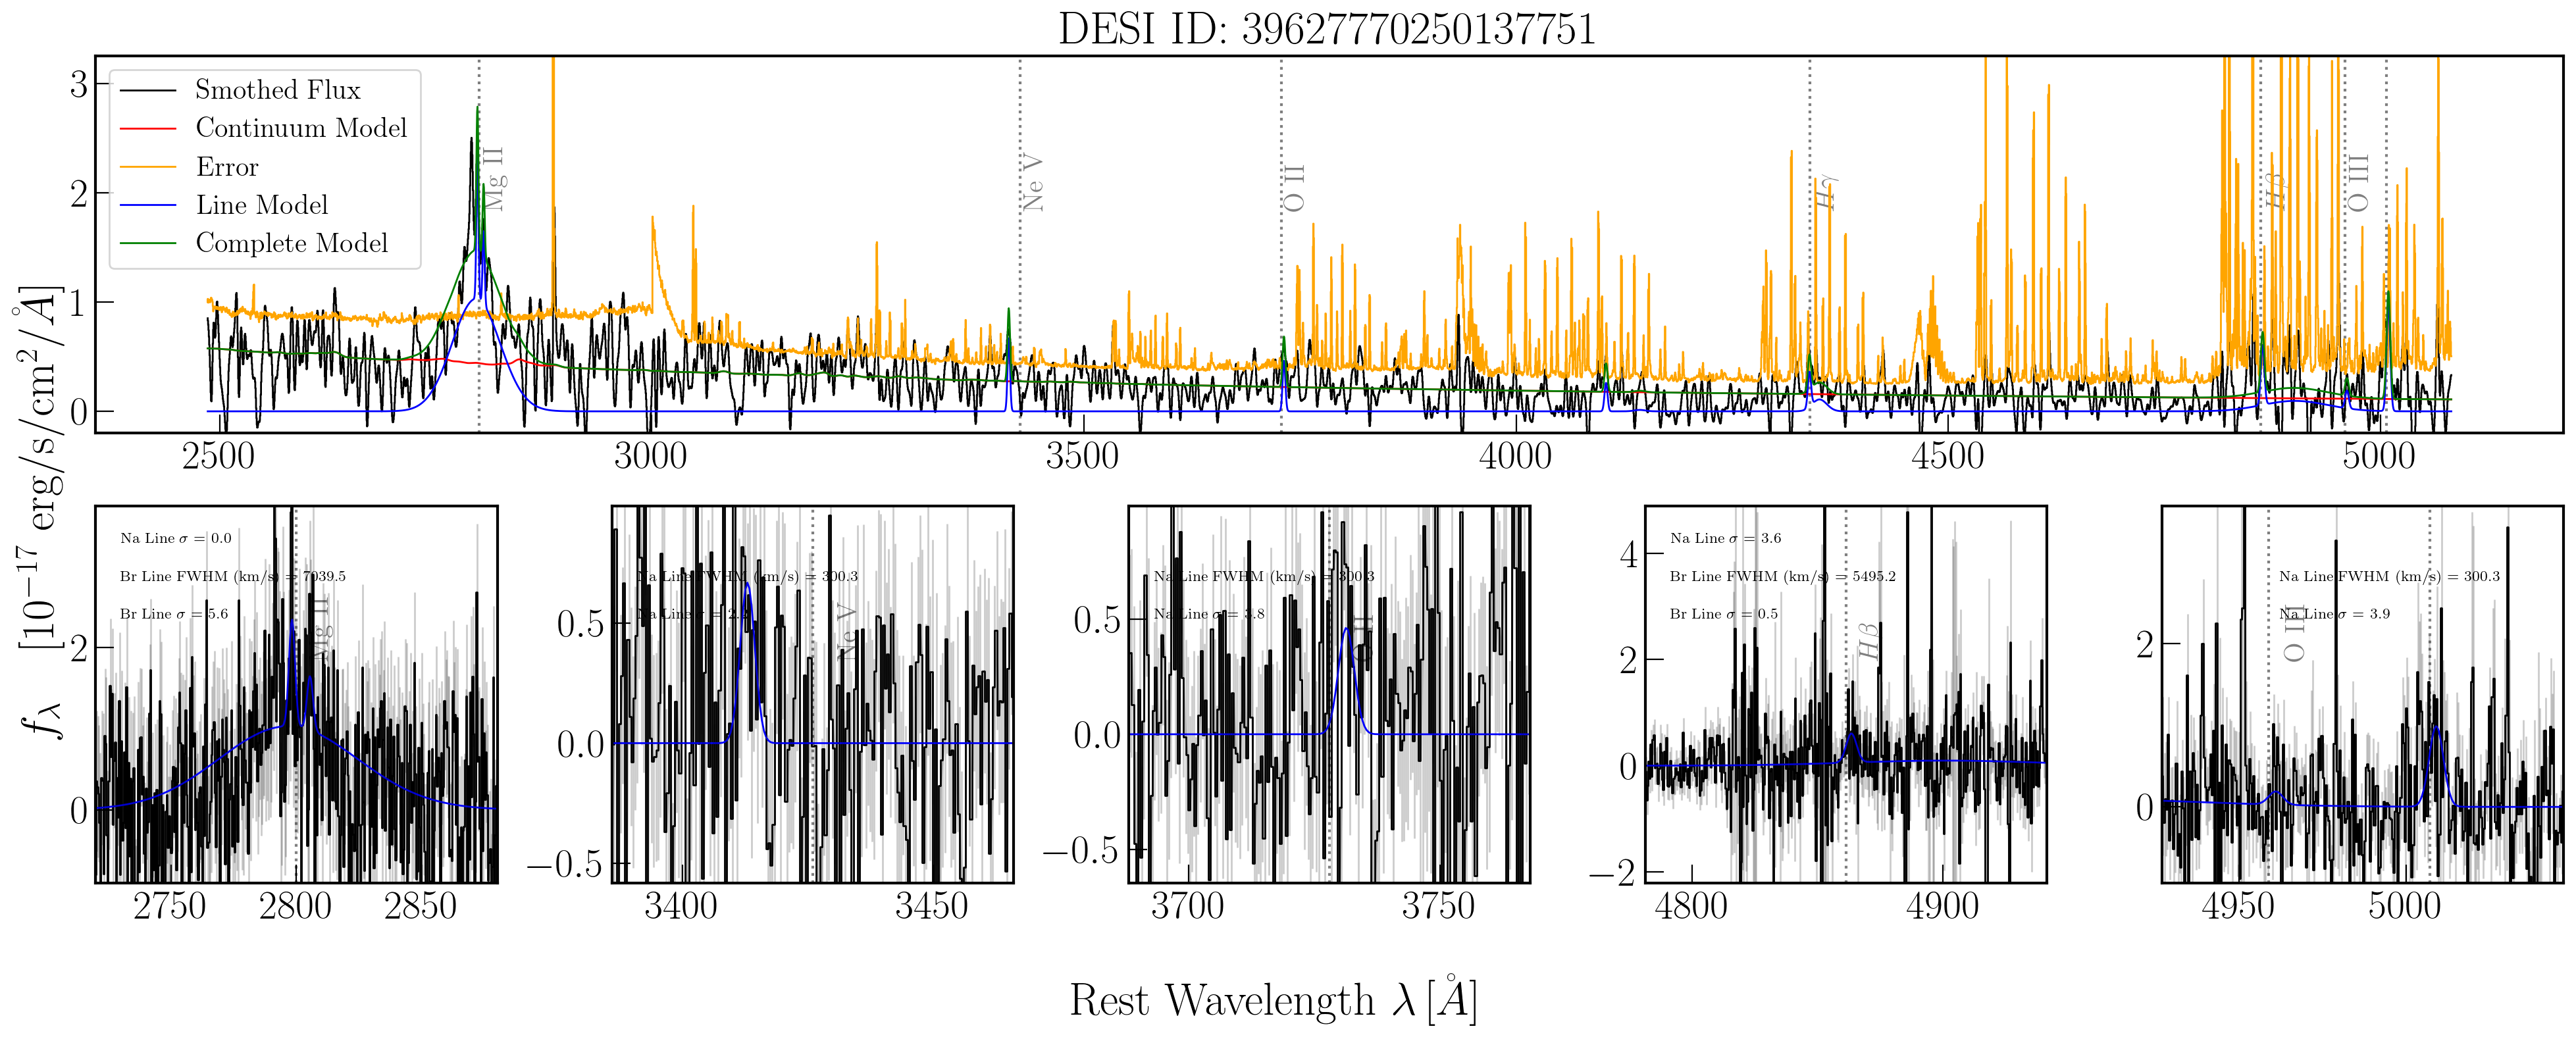 DESI ID: 39627770250137751
Smothed Flux
Continuum Model
Error
Line Model
Complete Model
Mg II
Ne V
O II
Hγ
Hβ
O III
3
2
1
0
2500 3000 3500 4000 4500 5000
f_λ [10^{-17} erg/s/cm^2/Å]
Na Line σ = 0.0
Br Line FWHM (km/s) = 7039.5
Br Line σ = 5.6
Mg II
2
0
2750 2800 2850
Na Line FWHM (km/s) = 300.3
Na Line σ = 2.
Ne V
0.5
0.0
−0.5
3400 3450
Na Line FWHM (km/s) = 300.3
Na Line σ = 3.8
O II
0.5
0.0
−0.5
3700 3750
Na Line σ = 3.6
Br Line FWHM (km/s) = 5495.2
Br Line σ = 0.5
Hβ
4
2
0
−2
4800 4900
Na Line FWHM (km/s) = 300.3
Na Line σ = 3.9
O III
2
0
4950 5000
Rest Wavelength λ [Å]